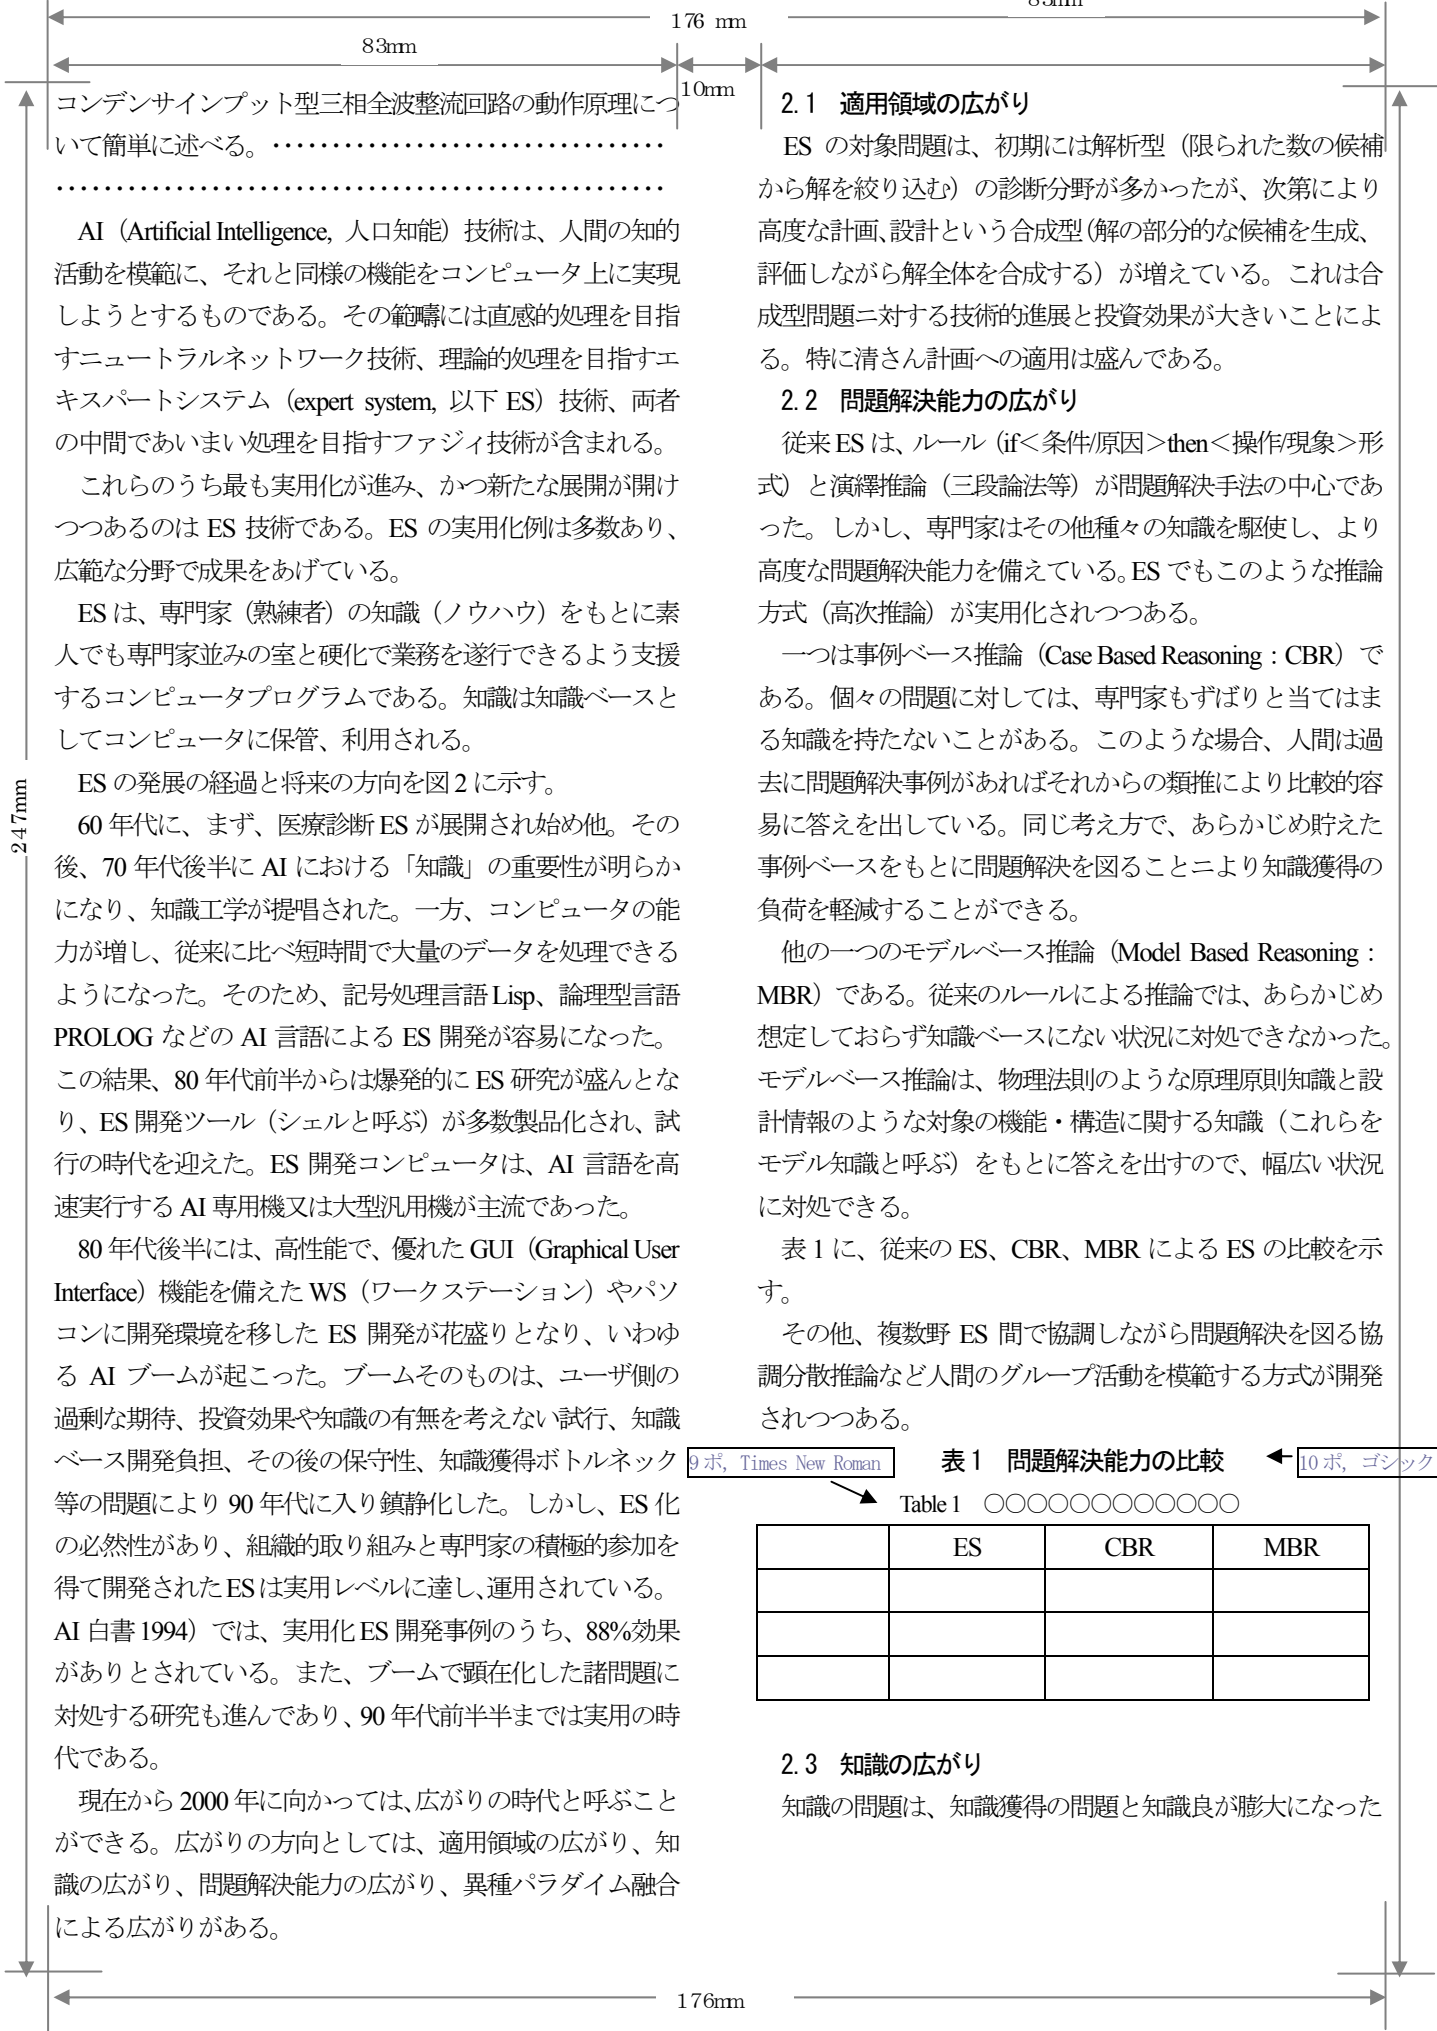 83mm
176 mm
83mm
10mm
コンデンサインプット型三相全波整流回路の動作原理につ
いて簡単に述べる。・・・・・・・・・・・・・・・・・・・・・・・・・・・・・・・・・
・・・・・・・・・・・・・・・・・・・・・・・・・・・・・・・・・・・・・・・・・・・・・・・・・・・
AI（Artificial Intelligence, 人口知能）技術は、人間の知的
活動を模範に、それと同様の機能をコンピュータ上に実現
しようとするものである。その範疇には直感的処理を目指
すニュートラルネットワーク技術、理論的処理を目指すエ
キスパートシステム（expert system, 以下 ES）技術、両者
の中間であいまい処理を目指すファジィ技術が含まれる。
これらのうち最も実用化が進み、かつ新たな展開が開け
つつあるのは ES 技術である。ES の実用化例は多数あり、
広範な分野で成果をあげている。
ES は、専門家（熟練者）の知識（ノウハウ）をもとに素
人でも専門家並みの室と硬化で業務を遂行できるよう支援
するコンピュータプログラムである。知識は知識ベースと
してコンピュータに保管、利用される。
ES の発展の経過と将来の方向を図 2 に示す。
60 年代に、まず、医療診断 ES が展開され始め他。その
後、70 年代後半に AI における「知識」の重要性が明らか
になり、知識工学が提唱された。一方、コンピュータの能
力が増し、従来に比べ短時間で大量のデータを処理できる
ようになった。そのため、記号処理言語 Lisp、論理型言語
PROLOG などの AI 言語による ES 開発が容易になった。
この結果、80 年代前半からは爆発的に ES 研究が盛んとな
り、ES 開発ツール（シェルと呼ぶ）が多数製品化され、試
行の時代を迎えた。ES 開発コンピュータは、AI 言語を高
速実行する AI 専用機又は大型汎用機が主流であった。
80 年代後半には、高性能で、優れた GUI（Graphical User
Interface）機能を備えた WS（ワークステーション）やパソ
コンに開発環境を移した ES 開発が花盛りとなり、いわゆ
る AI ブームが起こった。ブームそのものは、ユーザ側の
過剰な期待、投資効果や知識の有無を考えない試行、知識
ベース開発負担、その後の保守性、知識獲得ボトルネック
等の問題により 90 年代に入り鎮静化した。しかし、ES 化
の必然性があり、組織的取り組みと専門家の積極的参加を
得て開発された ES は実用レベルに達し、運用されている。
AI 白書 1994）では、実用化 ES 開発事例のうち、88%効果
がありとされている。また、ブームで顕在化した諸問題に
対処する研究も進んであり、90 年代前半半までは実用の時
代である。
現在から 2000 年に向かっては、広がりの時代と呼ぶこと
ができる。広がりの方向としては、適用領域の広がり、知
識の広がり、問題解決能力の広がり、異種パラダイム融合
による広がりがある。
247mm
2.1 適用領域の広がり
ES の対象問題は、初期には解析型（限られた数の候補
から解を絞り込む）の診断分野が多かったが、次第により
高度な計画、設計という合成型（解の部分的な候補を生成、
評価しながら解全体を合成する）が増えている。これは合
成型問題ニ対する技術的進展と投資効果が大きいことによ
る。特に清さん計画への適用は盛んである。
2.2 問題解決能力の広がり
従来 ES は、ルール（if＜条件/原因＞then＜操作/現象＞形
式）と演繹推論（三段論法等）が問題解決手法の中心であ
った。しかし、専門家はその他種々の知識を駆使し、より
高度な問題解決能力を備えている。ES でもこのような推論
方式（高次推論）が実用化されつつある。
一つは事例ベース推論（Case Based Reasoning：CBR）で
ある。個々の問題に対しては、専門家もずばりと当てはま
る知識を持たないことがある。このような場合、人間は過
去に問題解決事例があればそれからの類推により比較的容
易に答えを出している。同じ考え方で、あらかじめ貯えた
事例ベースをもとに問題解決を図ることニより知識獲得の
負荷を軽減することができる。
他の一つのモデルベース推論（Model Based Reasoning：
MBR）である。従来のルールによる推論では、あらかじめ
想定しておらず知識ベースにない状況に対処できなかった。
モデルベース推論は、物理法則のような原理原則知識と設
計情報のような対象の機能・構造に関する知識（これらを
モデル知識と呼ぶ）をもとに答えを出すので、幅広い状況
に対処できる。
表 1 に、従来の ES、CBR、MBR による ES の比較を示
す。
その他、複数野 ES 間で協調しながら問題解決を図る協
調分散推論など人間のグループ活動を模範する方式が開発
されつつある。
9 ポ, Times New Roman
表 1 問題解決能力の比較
10 ポ, ゴシック
Table 1 ○○○○○○○○○○○○
ES CBR MBR
2.3 知識の広がり
知識の問題は、知識獲得の問題と知識良が膨大になった
176mm